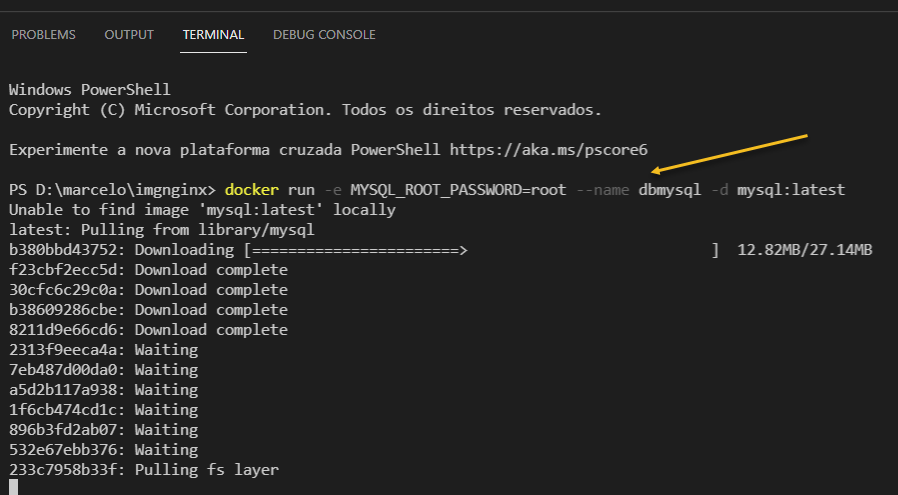 PROBLEMS OUTPUT TERMINAL DEBUG CONSOLE
Windows PowerShell
Copyright (C) Microsoft Corporation. Todos os direitos reservados.
Experimente a nova plataforma cruzada PowerShell https://aka.ms/pscore6
PS D:\marcelo\imgnginx> docker run -e MYSQL_ROOT_PASSWORD=root --name dbmysql -d mysql:latest
Unable to find image 'mysql:latest' locally
latest: Pulling from library/mysql
b380bbd43752: Downloading [=======================>                           ]  12.82MB/27.14MB
f23cbf2ecc5d: Download complete
30cfc6c29c0a: Download complete
b38609286cbe: Download complete
8211d9e66cd6: Download complete
2313f9eeca4a: Waiting
7eb487d00da0: Waiting
a5d2b117a938: Waiting
1f6cb474cd1c: Waiting
896b3fd2ab07: Waiting
532e67ebb376: Waiting
233c7958b33f: Pulling fs layer